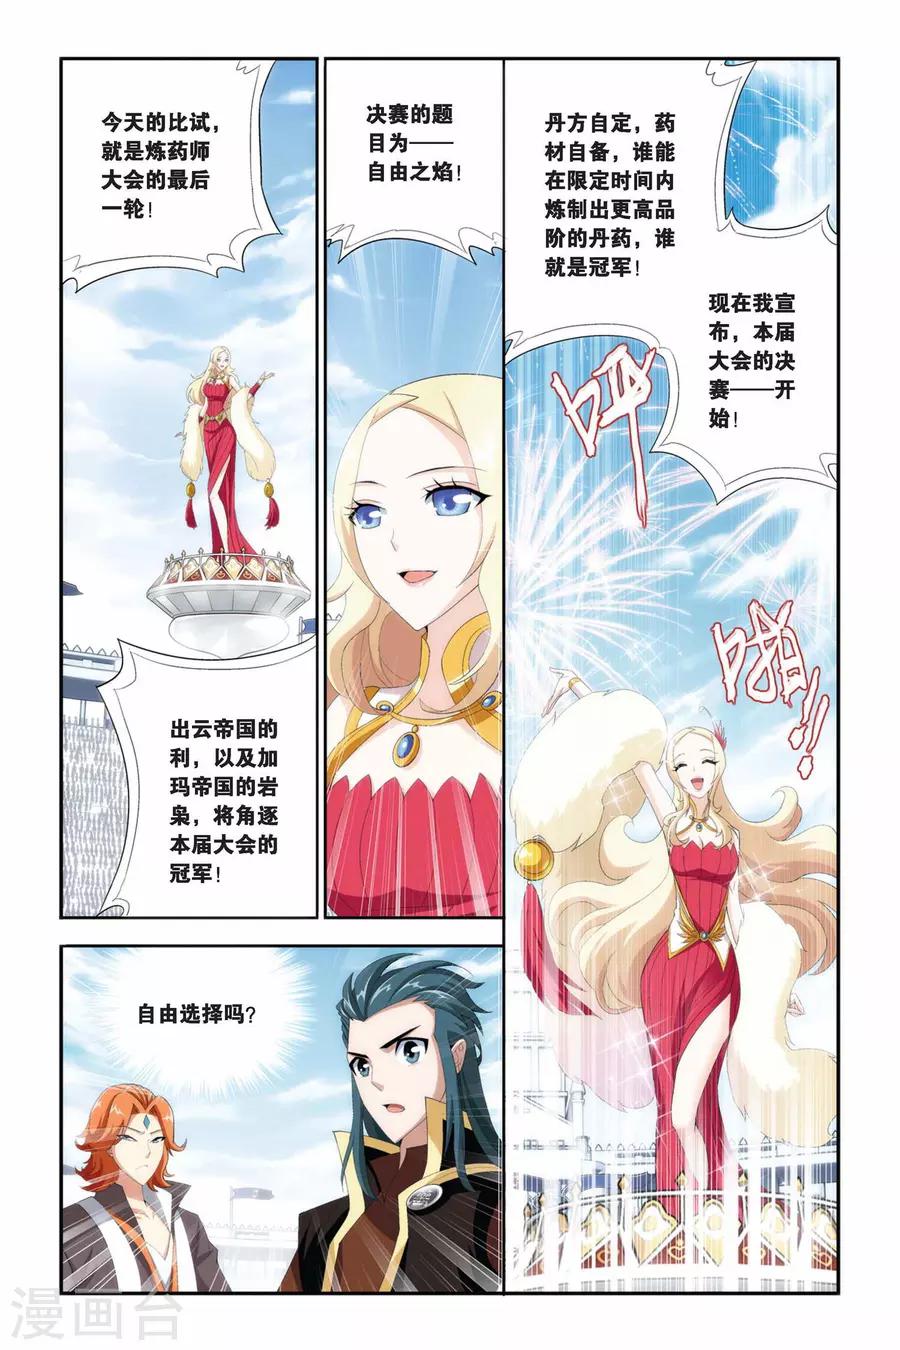 今天的比试，
就是炼药师
大会的最后
一轮！
出云帝国的
利，以及加
玛帝国的岩
枭，将角逐
本届大会的
冠军！
决赛的题
目为——
自由之焰！
丹方自定，药
材自备，谁能
在限定时间内
炼制出更高品
阶的丹药，谁
就是冠军！
现在我宣
布，本届
大会的决
赛——开
始！
呯
啪!!
自由选择吗？
漫画台